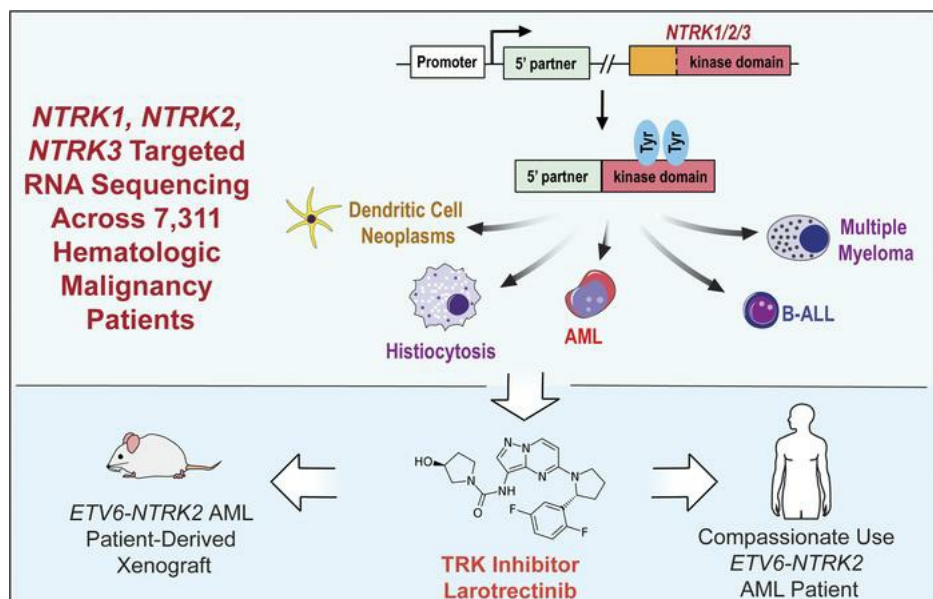 NTRK1, NTRK2,
NTRK3 Targeted
RNA Sequencing
Across 7,311
Hematologic
Malignancy
Patients
NTRK1/2/3
Promoter
5' partner
kinase domain
Tyr
Tyr
5' partner
kinase domain
Dendritic Cell
Neoplasms
Histiocytosis
AML
B-ALL
Multiple
Myeloma
ETV6-NTRK2 AML
Patient-Derived
Xenograft
HO
N
O
NH
N
N
N
N
F
F
TRK Inhibitor
Larotrectinib
Compassionate Use
ETV6-NTRK2
AML Patient